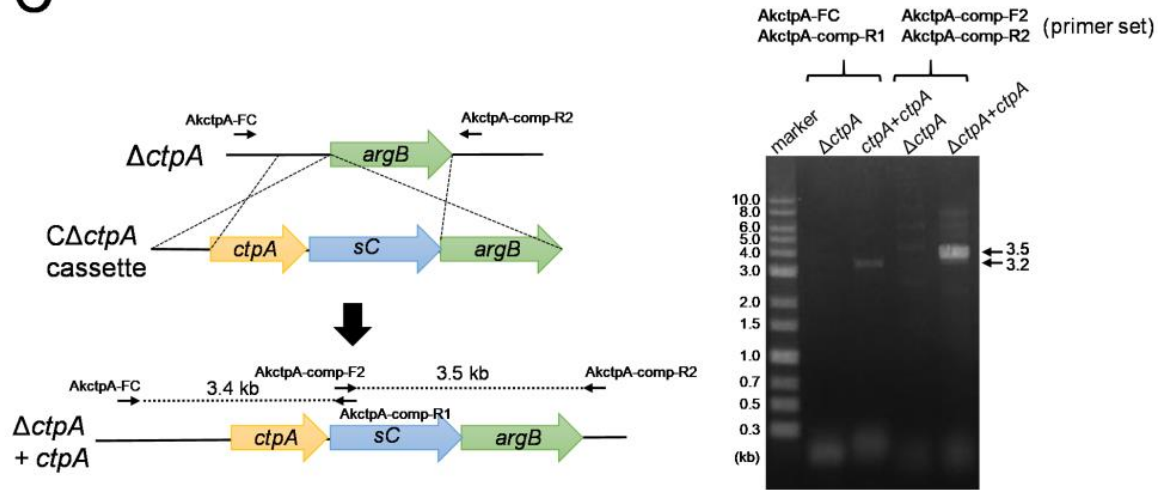 C
AkctpA-FC
AkctpA-comp-R2
ΔctpA
argB
CΔctpA
cassette
ctpA
sC
argB
AkctpA-FC
3.4 kb
AkctpA-comp-F2
3.5 kb
AkctpA-comp-R2
AkctpA-comp-R1
ΔctpA
+ ctpA
ctpA
sC
argB
AkctpA-FC
AkctpA-comp-R1
AkctpA-comp-F2
AkctpA-comp-R2
(primer set)
marker
ΔctpA
ctpA+ctpA
ΔctpA
ΔctpA+ctpA
10.0
8.0
6.0
5.0
4.0
3.0
2.0
1.5
1.0
0.7
0.5
0.3
(kb)
3.5
3.2